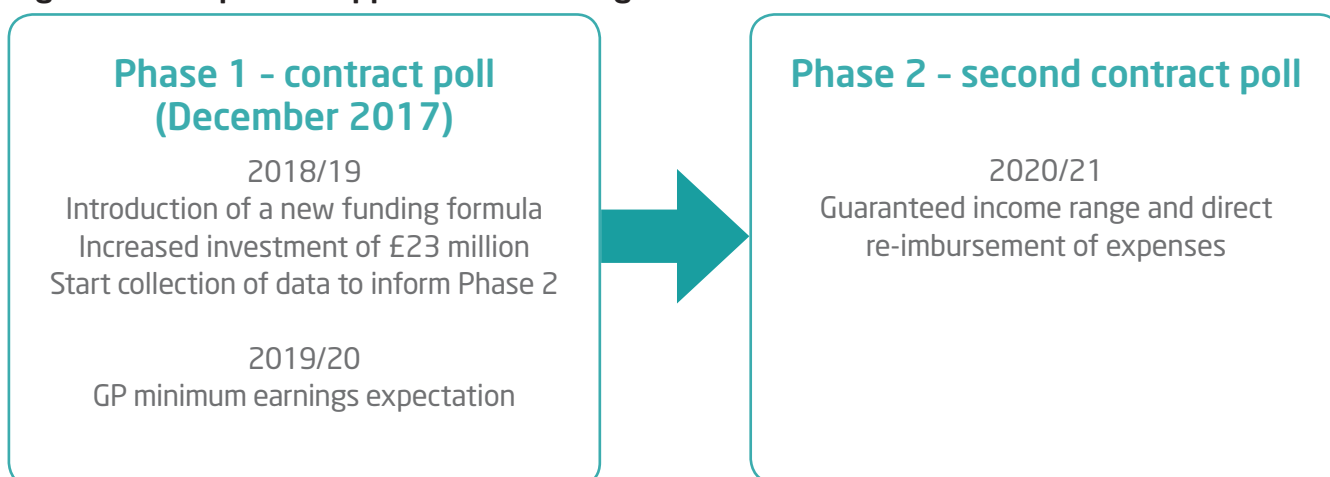 Phase 1 – contract poll
(December 2017)
2018/19
Introduction of a new funding formula
Increased investment of £23 million
Start collection of data to inform Phase 2
2019/20
GP minimum earnings expectation
Phase 2 – second contract poll
2020/21
Guaranteed income range and direct
re-imbursement of expenses